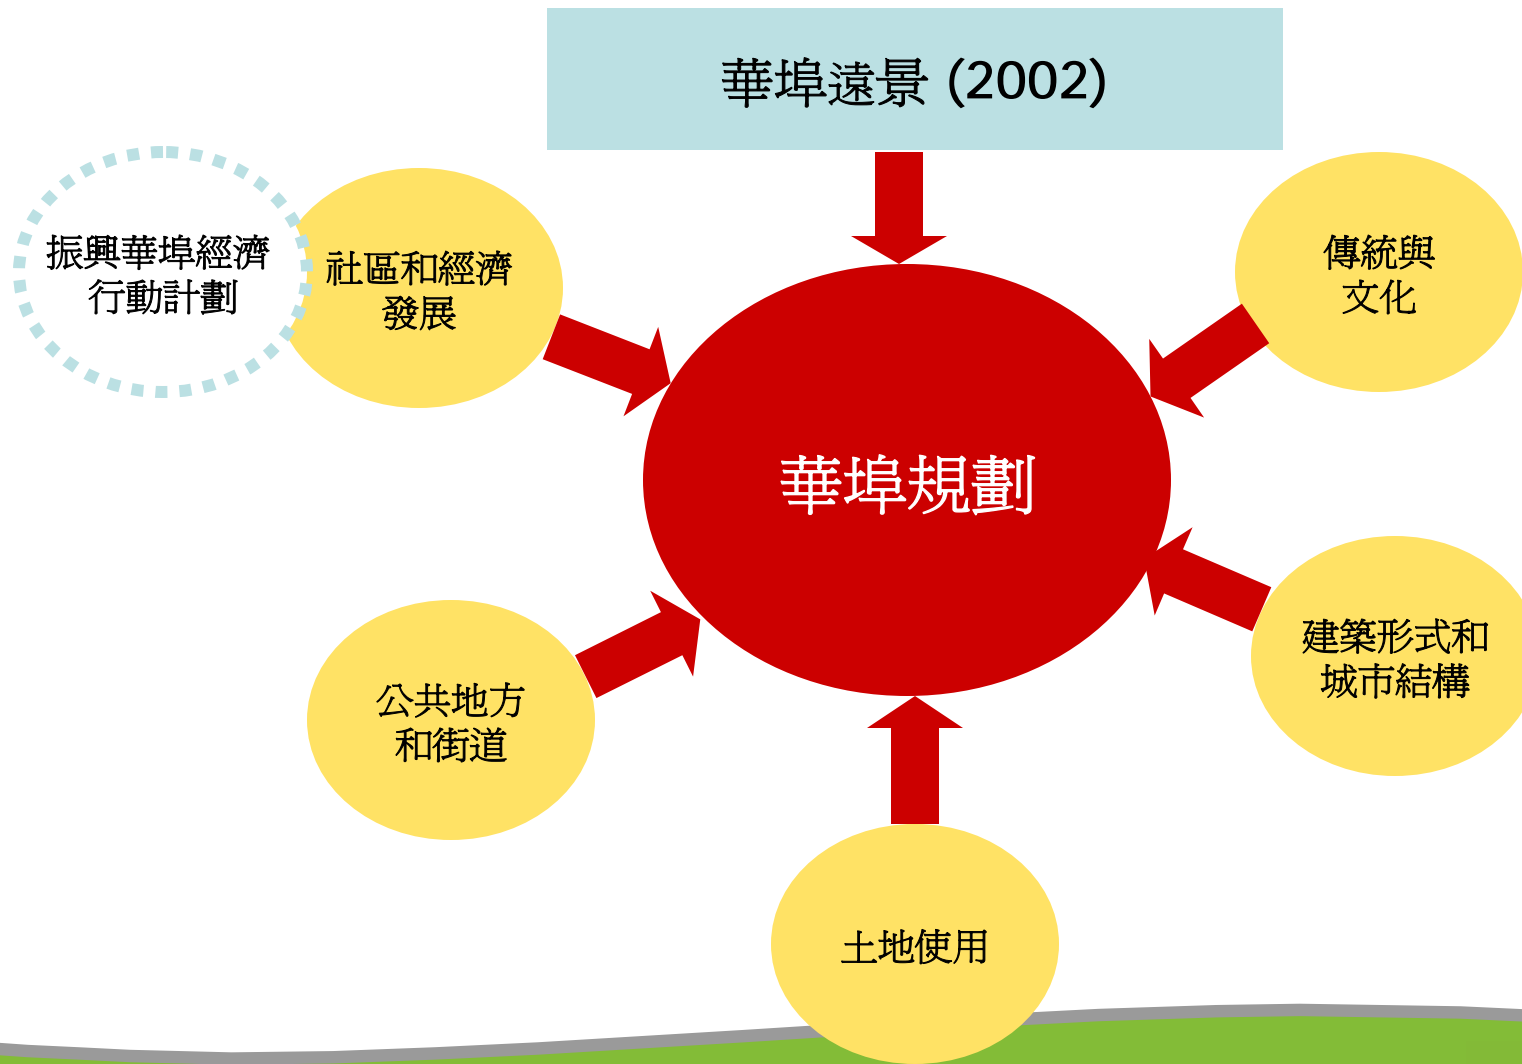 華埠遠景 (2002)
振興華埠經濟
行動計劃
社區和經濟
發展
傳統與
文化
華埠規劃
建築形式和
城市結構
公共地方
和街道
土地使用